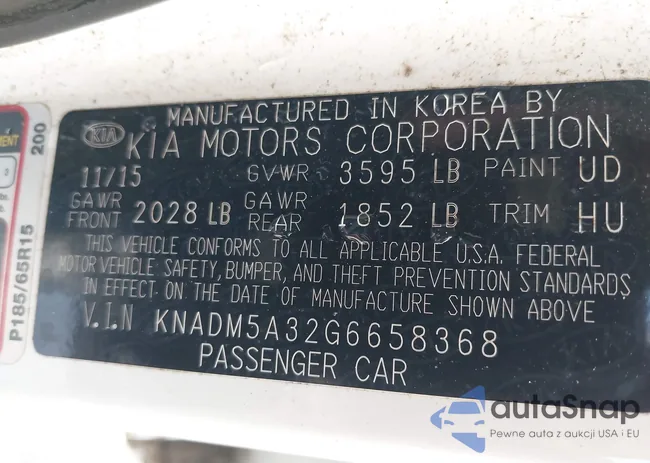 MANUFACTURED IN KOREA BY
KIA KIA MOTORS CORPORATION
11/15 GVWR 3595 LB PAINT UD
GAWR FRONT 2028 LB GAWR REAR 1852 LB TRIM HU
THIS VEHICLE CONFORMS TO ALL APPLICABLE U.S.A. FEDERAL
MOTOR VEHICLE SAFETY, BUMPER, AND THEFT PREVENTION STANDARDS
IN EFFECT ON THE DATE OF MANUFACTURE SHOWN ABOVE
V.I.N KNADM5A32G6658368
PASSENGER CAR
200
P185/65R15
autoSnap
Pewne auta z aukcji USA i EU